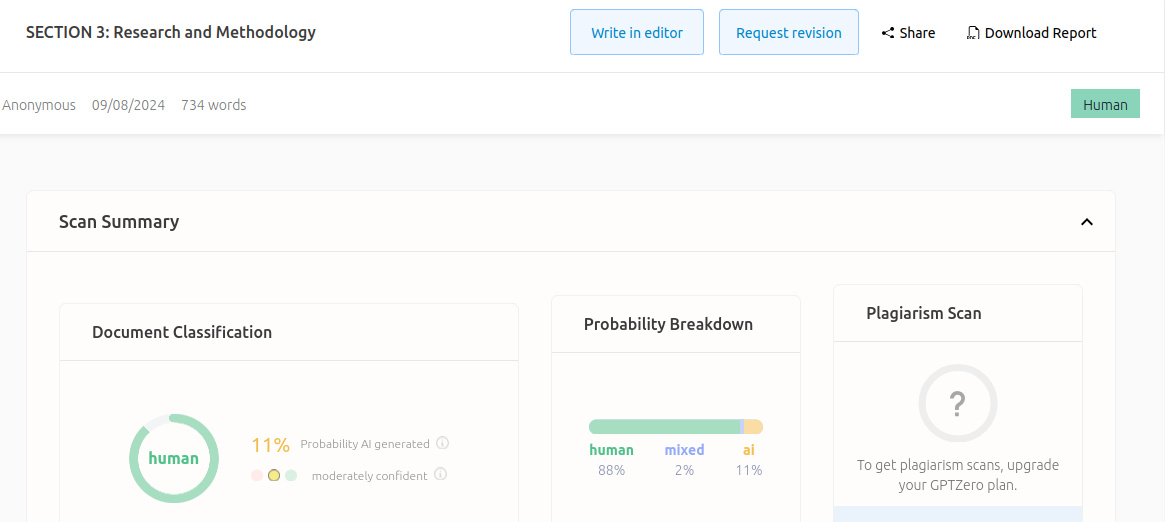 SECTION 3: Research and Methodology
Write in editor
Request revision
Share
Download Report
Anonymous 09/08/2024 734 words
Human
Scan Summary
Document Classification
human
11% Probability AI generated
moderately confident
Probability Breakdown
human mixed ai
88% 2% 11%
Plagiarism Scan
?
To get plagiarism scans, upgrade
your GPTZero plan.